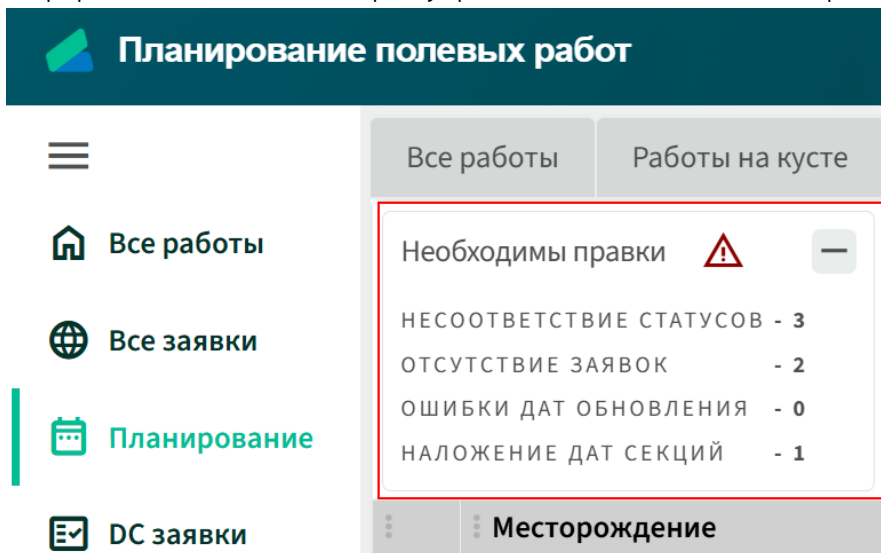 Планирование полевых работ
Все работы
Работы на кусте
Все работы
Все заявки
Планирование
DC заявки
Необходимы правки
НЕСООТВЕТСТВИЕ СТАТУСОВ - 3
ОТСУТСТВИЕ ЗАЯВОК - 2
ОШИБКИ ДАТ ОБНОВЛЕНИЯ - 0
НАЛОЖЕНИЕ ДАТ СЕКЦИЙ - 1
Месторождение